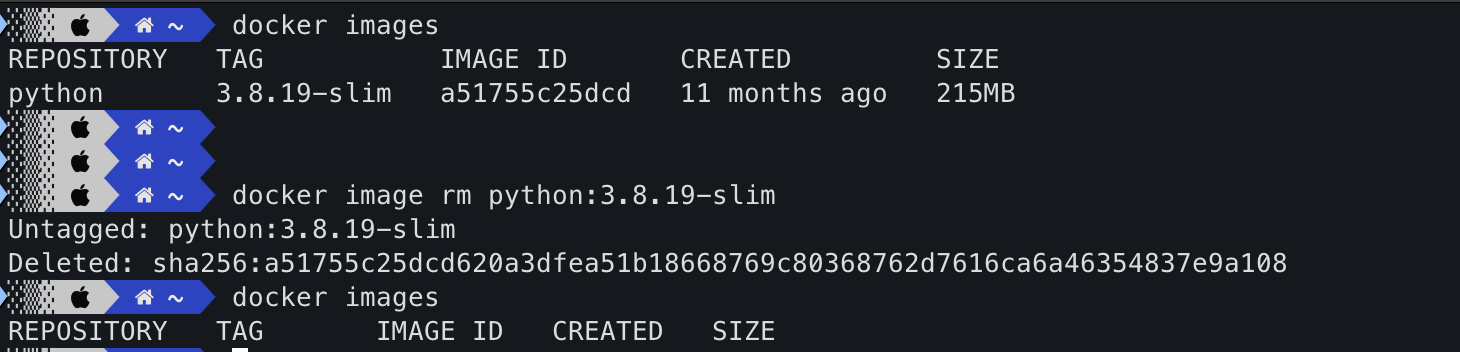 ~ docker images
REPOSITORY TAG IMAGE ID CREATED SIZE
python 3.8.19-slim a51755c25dcd 11 months ago 215MB
~
~
~ docker image rm python:3.8.19-slim
Untagged: python:3.8.19-slim
Deleted: sha256:a51755c25dcd620a3dfea51b18668769c80368762d7616ca6a46354837e9a108
~ docker images
REPOSITORY TAG IMAGE ID CREATED SIZE